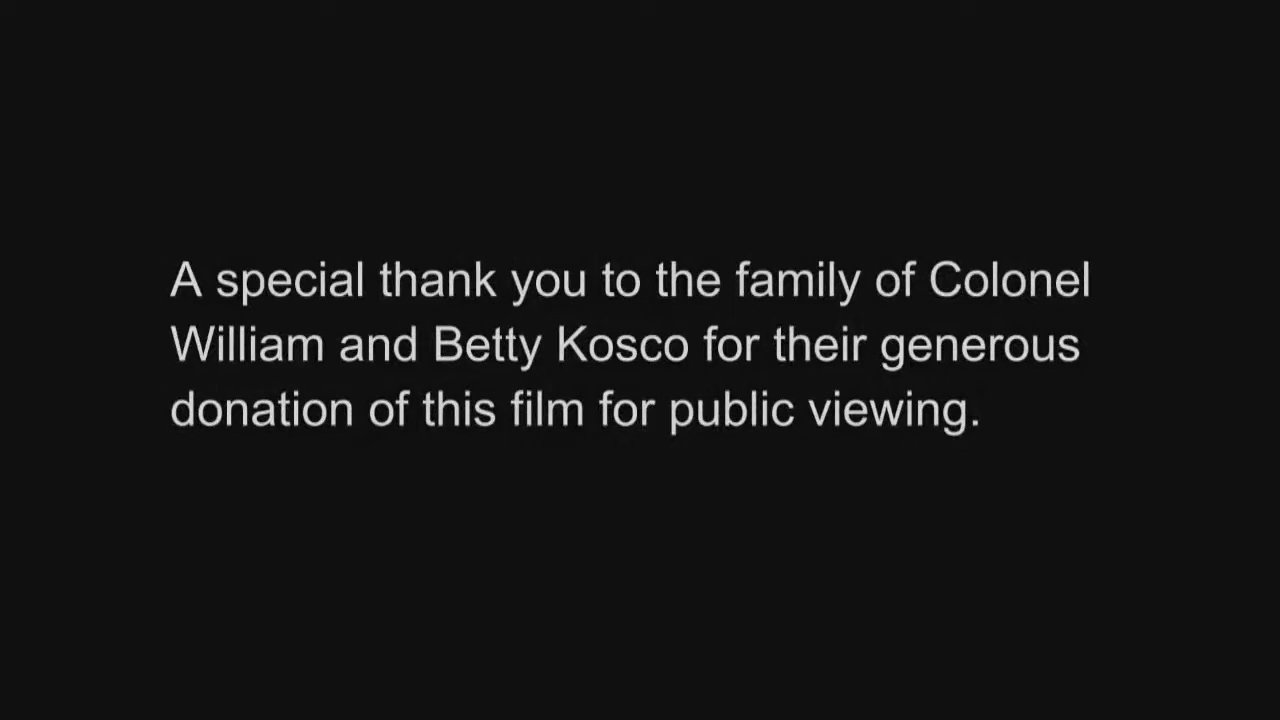 A special thank you to the family of Colonel
William and Betty Kosco for their generous
donation of this film for public viewing.